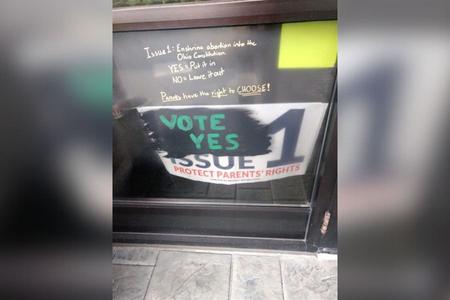 Issue 1: Enshrine abortion into the
Ohio Constitution
YES = Put it in
NO = Leave it out
Parents have the right to CHOOSE!
VOTE
YES
ISSUE 1
PROTECT PARENTS' RIGHTS